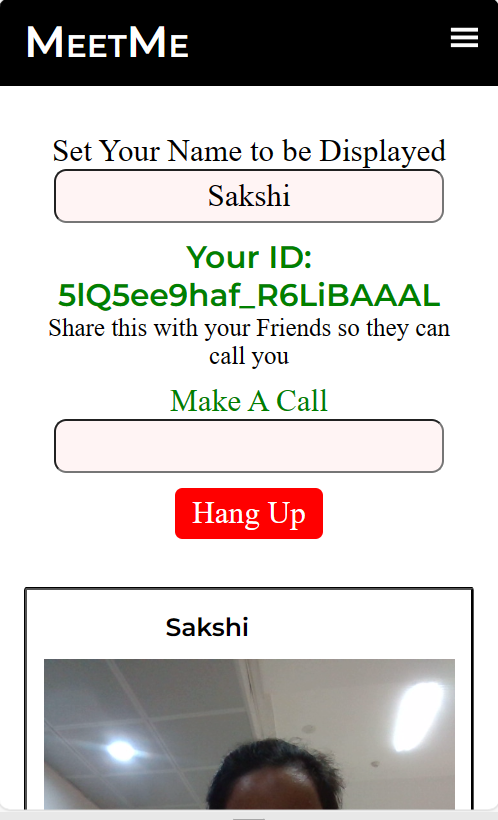 MEETME
Set Your Name to be Displayed
Sakshi
Your ID:
5lQ5ee9haf_R6LiBAAAL
Share this with your Friends so they can
call you
Make A Call
Hang Up
Sakshi